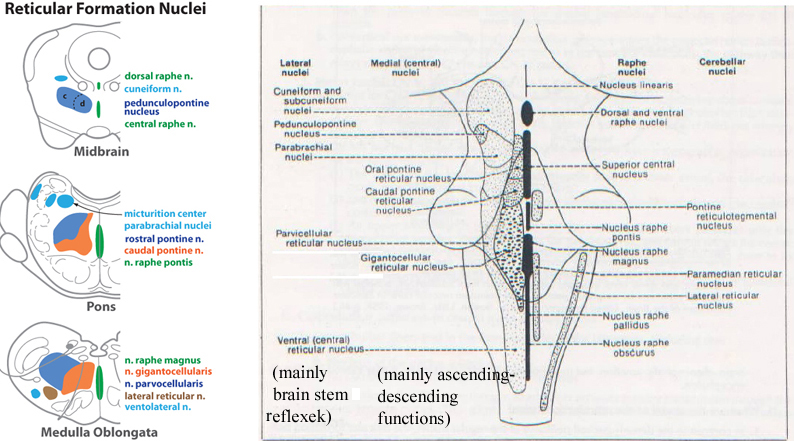 Reticular Formation Nuclei
dorsal raphe n.
cuneiform n.
c
d
pedunculopontine
nucleus
central raphe n.
Midbrain
micturition center
parabrachial nuclei
rostral pontine n.
caudal pontine n.
n. raphe pontis
Pons
n. raphe magnus
n. gigantocellularis
n. parvocellularis
lateral reticular n.
ventolateral n.
Medulla Oblongata
Lateral
nuclei
Medial (central)
nuclei
Raphe
nuclei
Cerebellar
nuclei
Cuneiform and
subcuneiform
nuclei
Pedunculopontine
nucleus
Parabrachial
nuclei
Oral pontine
reticular nucleus
Caudal pontine
reticular
nucleus
Parvicellular
reticular nucleus
Gigantocellular
reticular nucleus
Ventral (central)
reticular nucleus
Nucleus linearis
Dorsal and ventral
raphe nuclei
Superior central
nucleus
Pontine
reticulotegmental
nucleus
Nucleus raphe
pontis
Nucleus raphe
magnus
Paramedian reticular
nucleus
Lateral reticular
nucleus
Nucleus raphe
pallidus
Nucleus raphe
obscurus
(mainly
brain stem
reflexek)
(mainly ascending-
descending
functions)